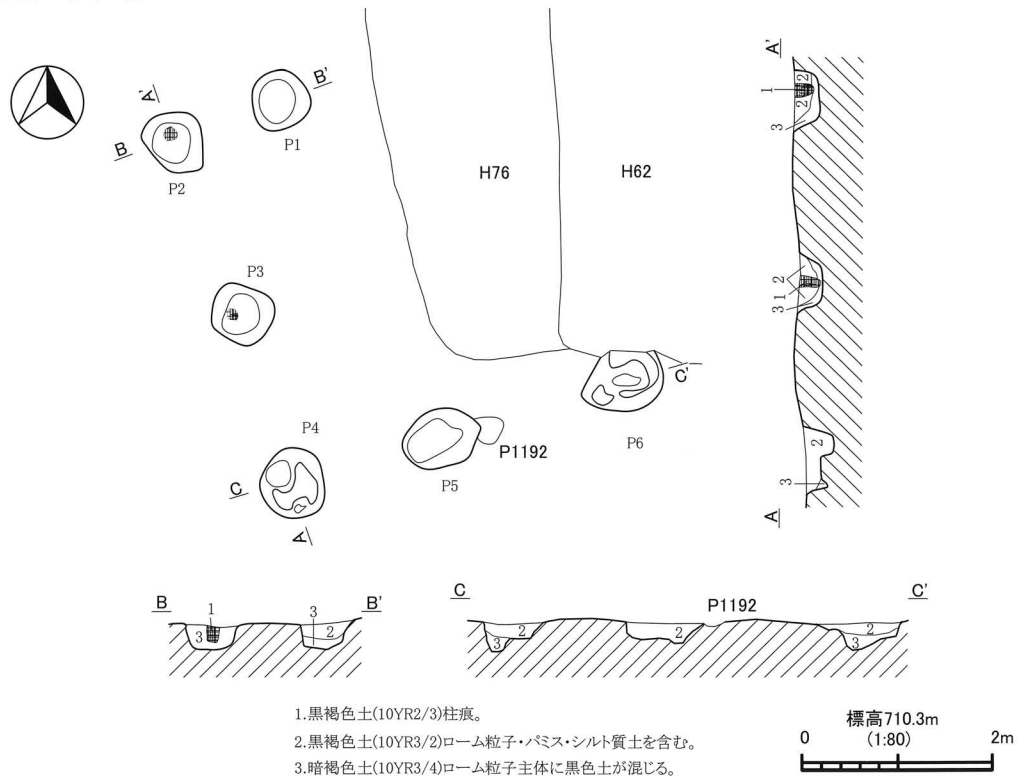 A'
B'
P1
B
P2
H76
H62
P3
C'
P6
P4
P5
P1192
C
A
A'
1
2
2
3
2
1
3
2
3
A
B
1
3
3
2
B'
C
3
2
2
P1192
2
3
C'
1.黒褐色土(10YR2/3)柱痕。
2.黒褐色土(10YR3/2)ローム粒子・パミス・シルト質土を含む。
3.暗褐色土(10YR3/4)ローム粒子主体に黒色土が混じる。
標高710.3m
(1:80)
0
2m